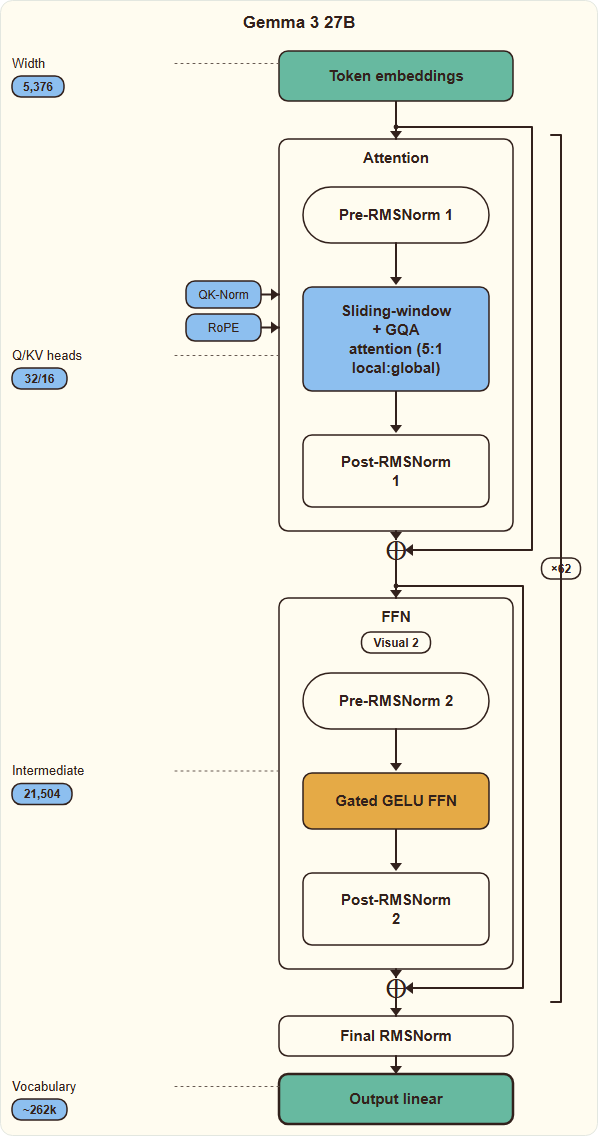 Gemma 3 27B
Width
5,376
Token embeddings
Attention
Pre-RMSNorm 1
QK-Norm
RoPE
Sliding-window
+ GQA
attention (5:1
local:global)
Q/KV heads
32/16
Post-RMSNorm
1
×62
FFN
Visual 2
Pre-RMSNorm 2
Intermediate
21,504
Gated GELU FFN
Post-RMSNorm
2
Final RMSNorm
Vocabulary
~262k
Output linear